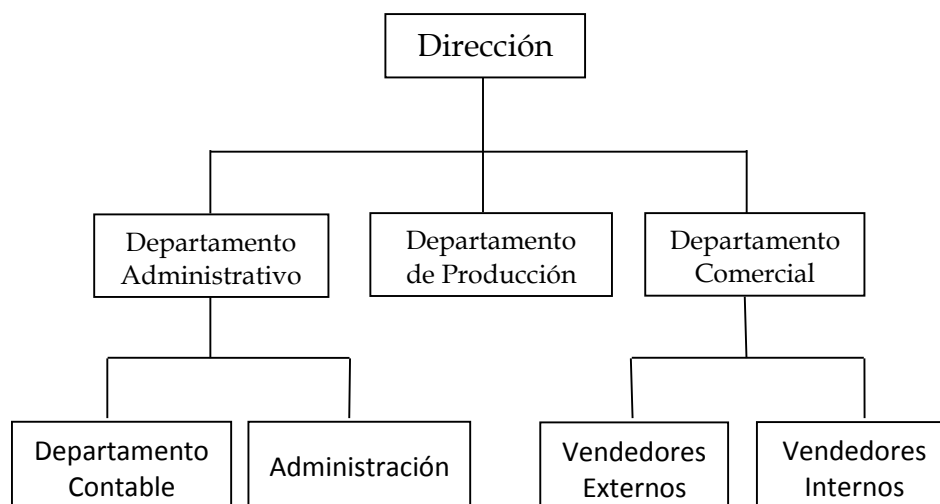 Dirección
Departamento
Administrativo
Departamento
de Producción
Departamento
Comercial
Departamento
Contable
Administración
Vendedores
Externos
Vendedores
Internos